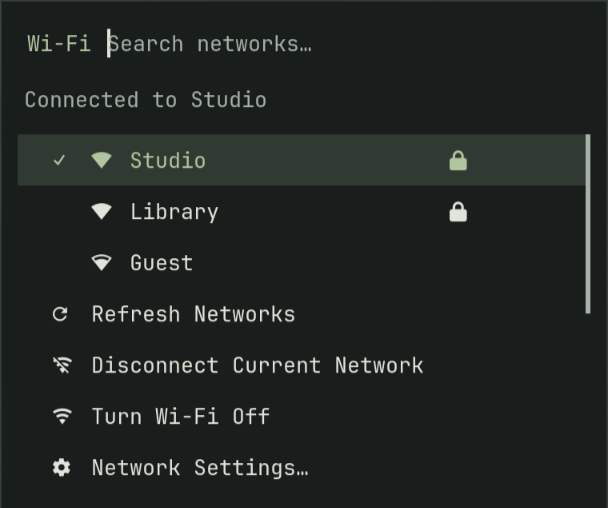 Wi-Fi Search networks…
Connected to Studio
Studio
Library
Guest
Refresh Networks
Disconnect Current Network
Turn Wi-Fi Off
Network Settings…